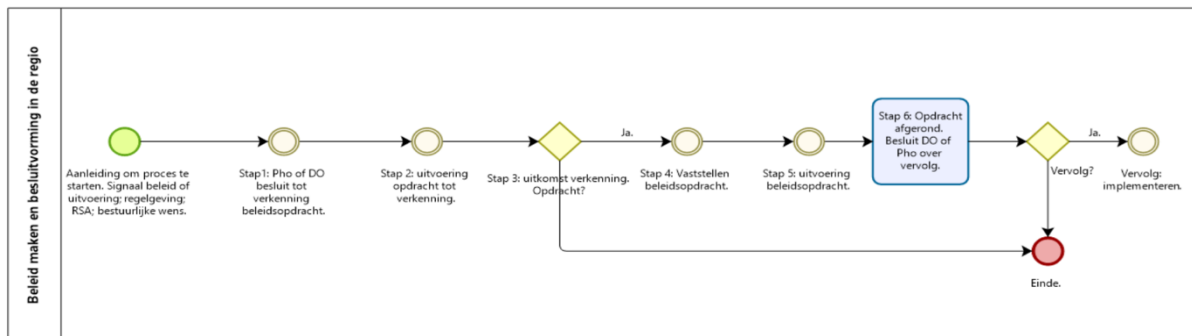 Beleid maken en besluitvorming in de regio
Aanleiding om proces te
starten. Signaal beleid of
uitvoering; regelgeving;
RSA; bestuurlijke wens.
Stap1: Pho of DO
besluit tot
verkenning
beleidsopdracht.
Stap 2: uitvoering
opdracht tot
verkenning.
Stap 3: uitkomst verkenning.
Opdracht?
Ja.
Stap 4: Vaststellen
beleidsopdracht.
Stap 5: uitvoering
beleidsopdracht.
Stap 6: Opdracht
afgerond.
Besluit DO of
Pho over
vervolg.
Vervolg?
Ja.
Vervolg:
implementeren.
Einde.